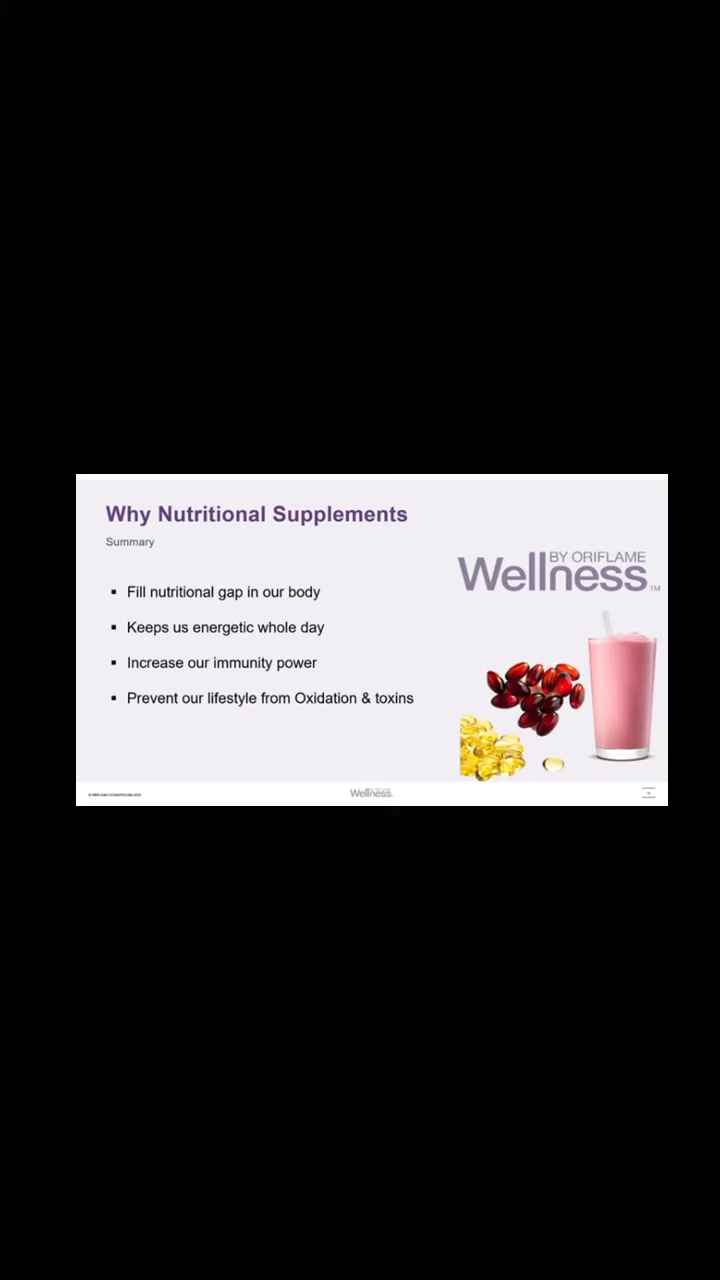 Why Nutritional Supplements
Summary
BY ORIFLAME
Wellness™
▪ Fill nutritional gap in our body
▪ Keeps us energetic whole day
▪ Increase our immunity power
▪ Prevent our lifestyle from Oxidation & toxins
Wellness.